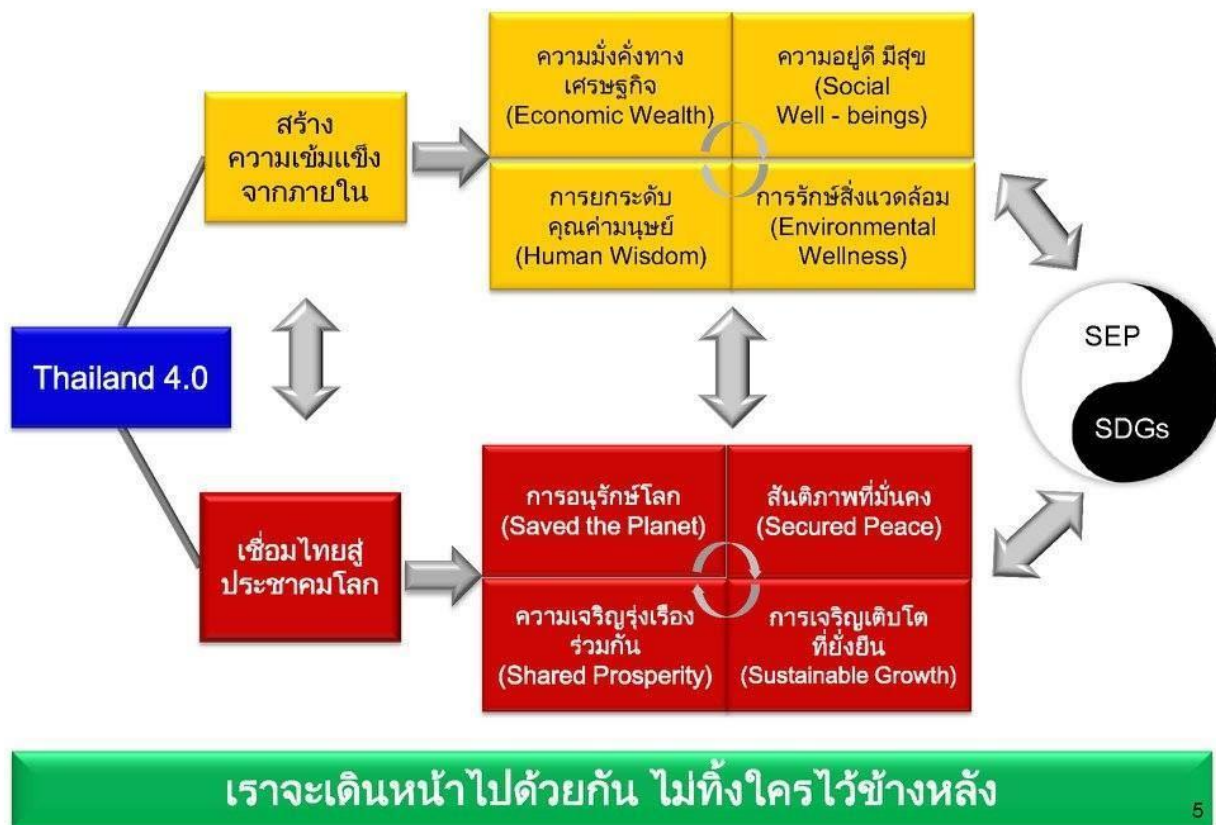 ความมั่งคั่งทาง
เศรษฐกิจ
(Economic Wealth)
ความอยู่ดี มีสุข
(Social
Well - beings)
สร้าง
ความเข้มแข็ง
จากภายใน
การยกระดับ
คุณค่ามนุษย์
(Human Wisdom)
การรักษ์สิ่งแวดล้อม
(Environmental
Wellness)
Thailand 4.0
SEP
SDGs
เชื่อมไทยสู่
ประชาคมโลก
การอนุรักษ์โลก
(Saved the Planet)
สันติภาพที่มั่นคง
(Secured Peace)
ความเจริญรุ่งเรือง
ร่วมกัน
(Shared Prosperity)
การเจริญเติบโต
ที่ยั่งยืน
(Sustainable Growth)
เราจะเดินหน้าไปด้วยกัน ไม่ทิ้งใครไว้ข้างหลัง
5